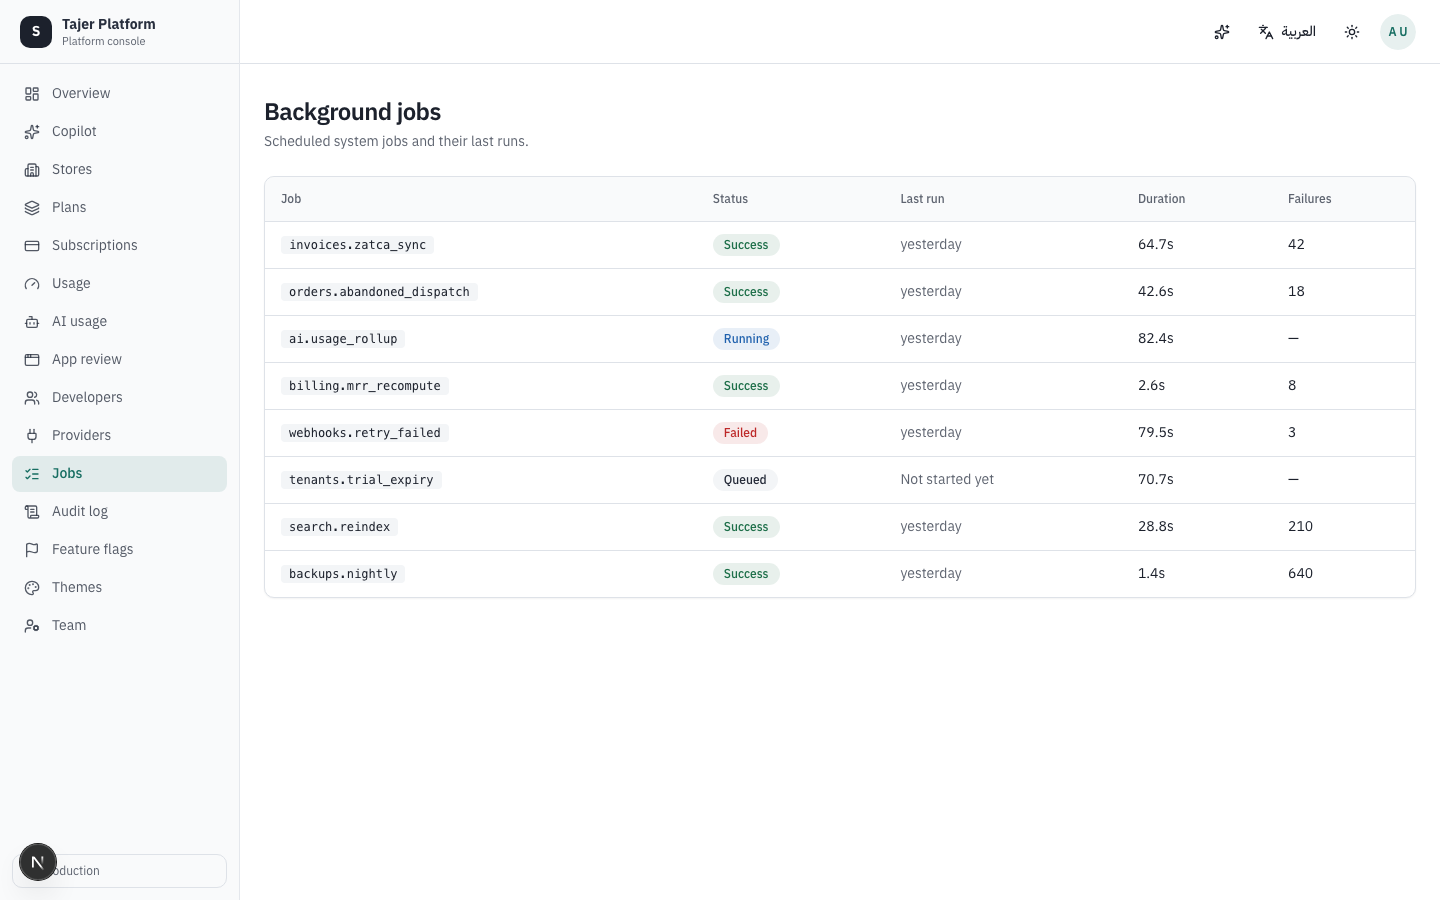 S
Tajer Platform
Platform console
العربية
A U
Overview
Copilot
Stores
Plans
Subscriptions
Usage
AI usage
App review
Developers
Providers
Jobs
Audit log
Feature flags
Themes
Team
N
oduction
Background jobs
Scheduled system jobs and their last runs.
Job Status Last run Duration Failures
invoices.zatca_sync Success yesterday 64.7s 42
orders.abandoned_dispatch Success yesterday 42.6s 18
ai.usage_rollup Running yesterday 82.4s —
billing.mrr_recompute Success yesterday 2.6s 8
webhooks.retry_failed Failed yesterday 79.5s 3
tenants.trial_expiry Queued Not started yet 70.7s —
search.reindex Success yesterday 28.8s 210
backups.nightly Success yesterday 1.4s 640